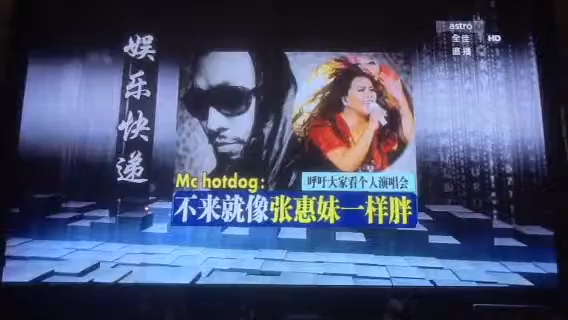 astro
全佳
HD
直播
娱乐快递
Mc hotdog:
呼吁大家看个人演唱会
不来就像张惠妹一样胖